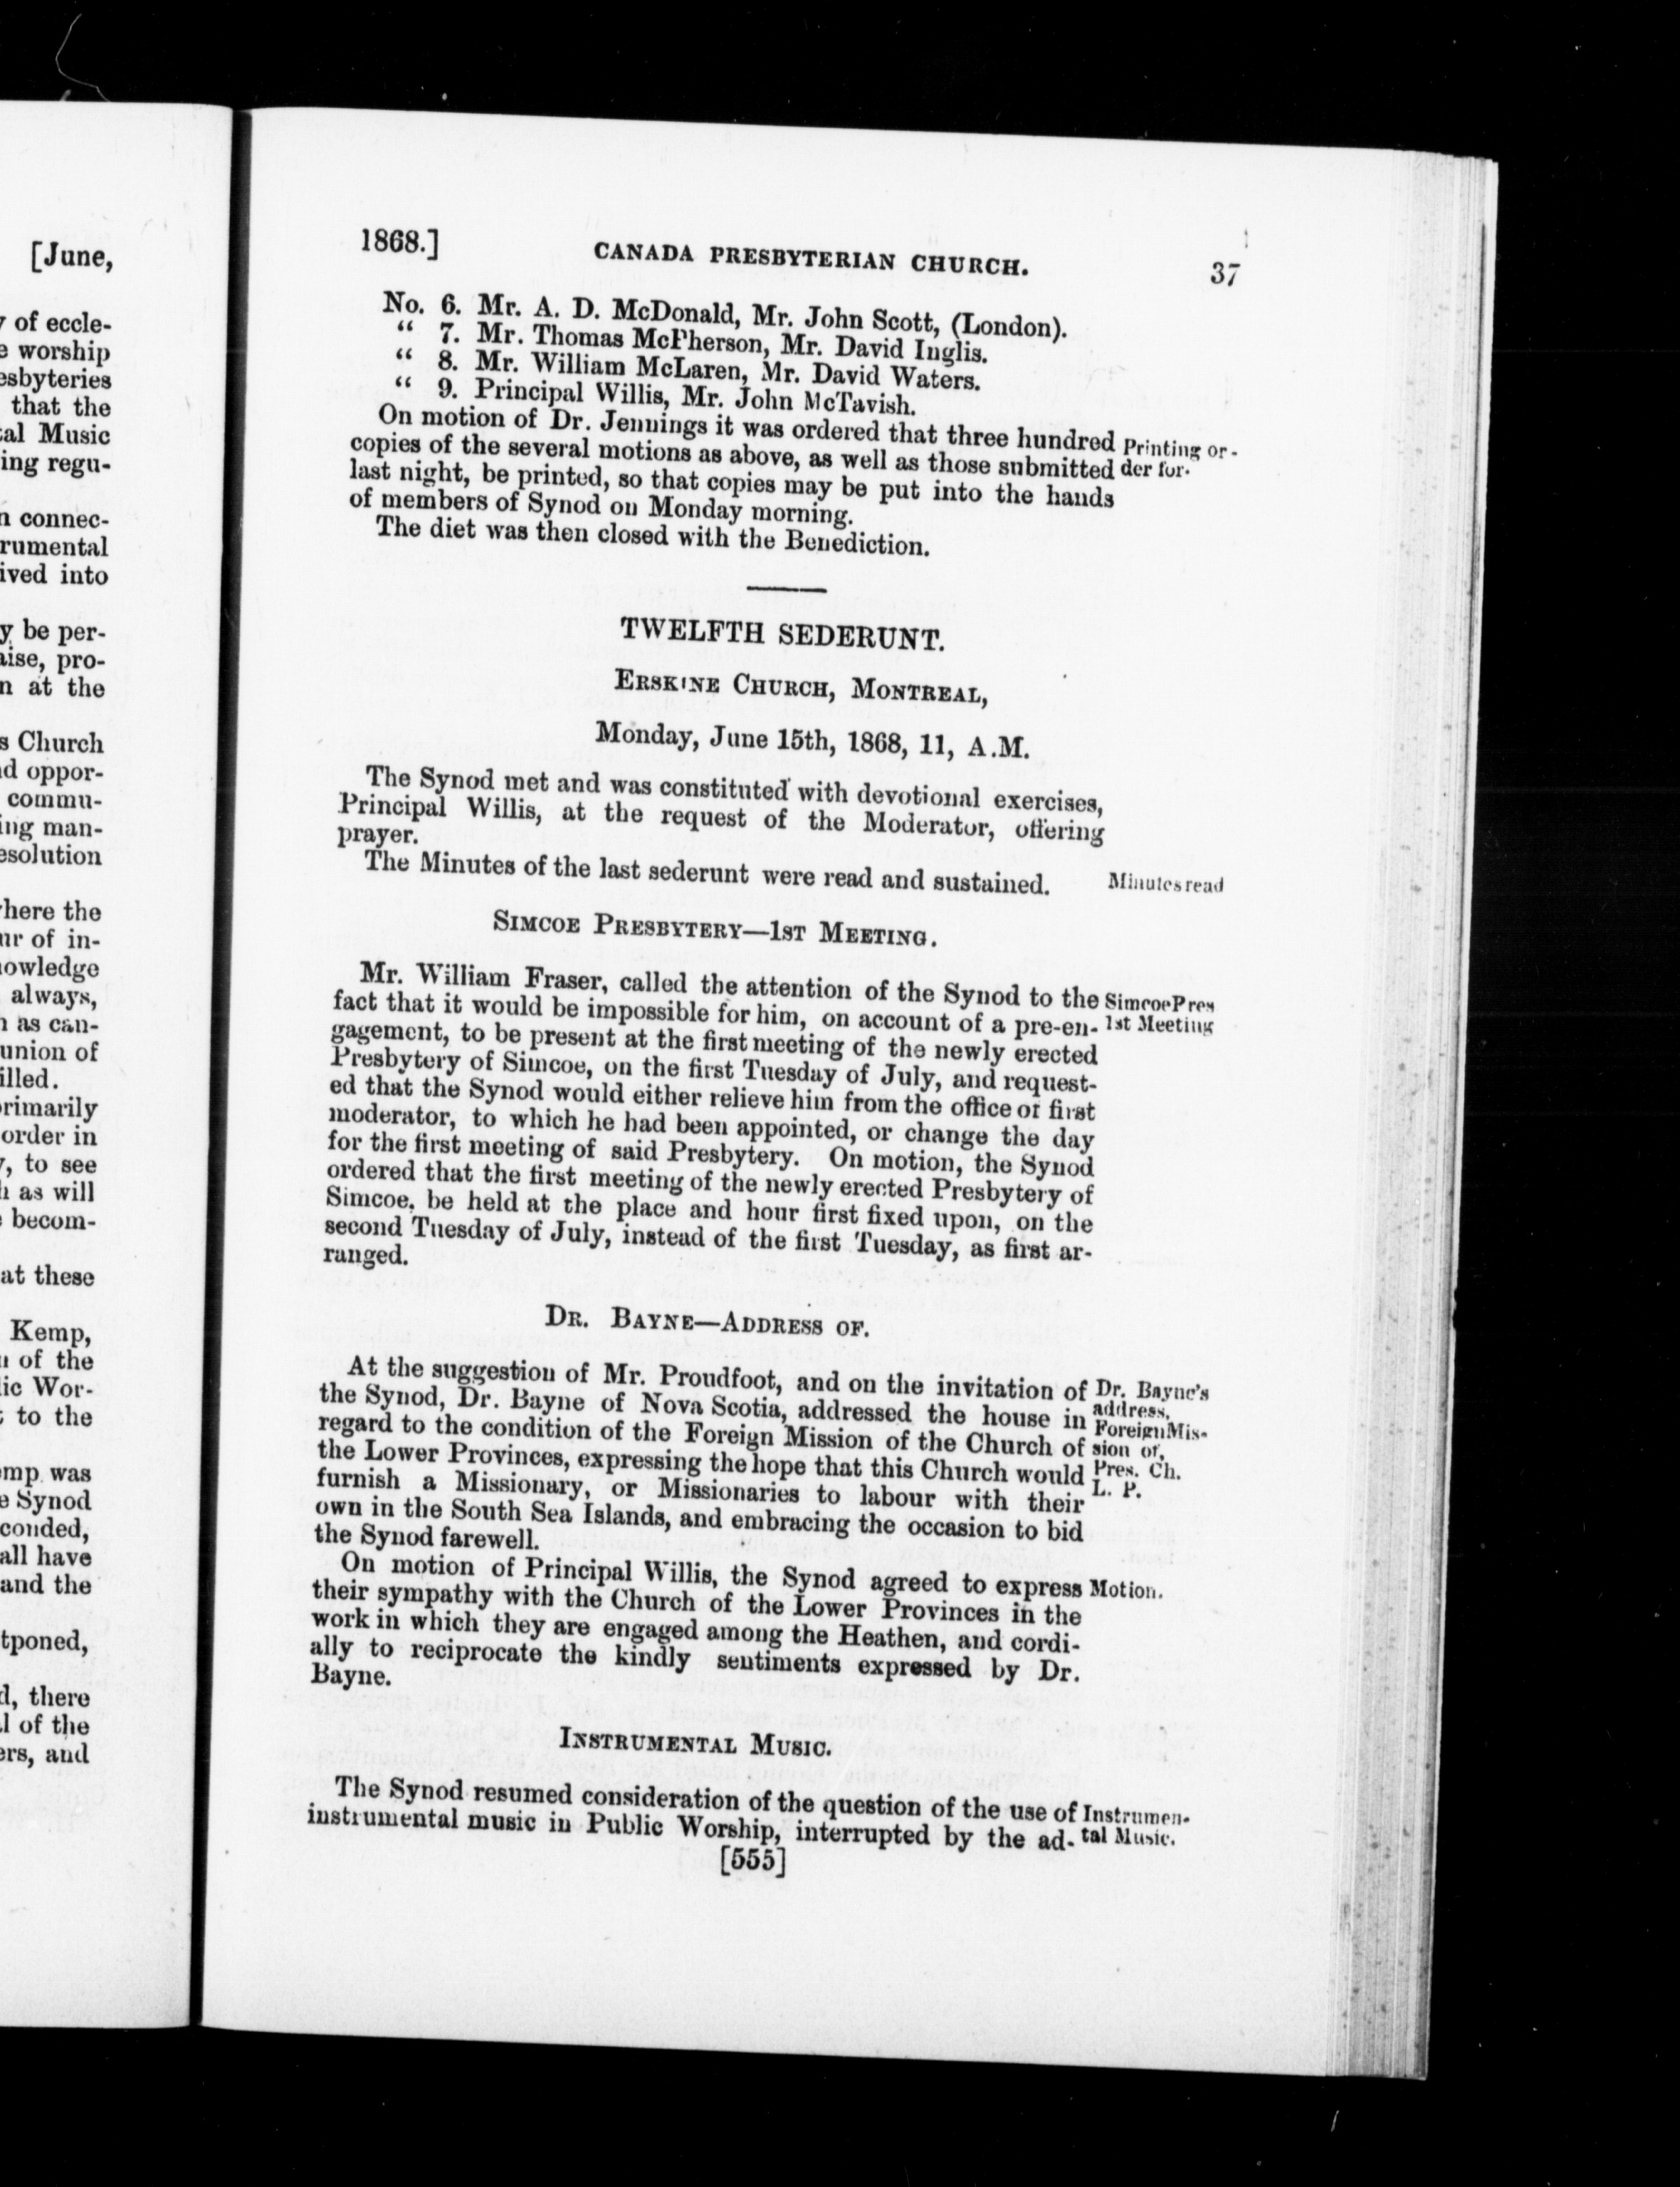 [June,
of eccle-
worship
esbyteries
that the
tal Music
ing regu-
connec-
rumental
ived into
y be per-
aise, pro-
n at the
s Church
d oppor-
commu-
ing man-
esolution
here the
ur of in-
owledge
always,
as can-
union of
illed.
rimarily
order in
, to see
as will
becom-
at these
Kemp,
of the
lic Wor-
to the
mp was
e Synod
conded,
all have
and the
tponed,
d, there
l of the
ers, and
1868.] CANADA PRESBYTERIAN CHURCH. 37
No. 6. Mr. A. D. McDonald, Mr. John Scott, (London).
“ 7. Mr. Thomas McPherson, Mr. David Inglis.
“ 8. Mr. William McLaren, Mr. David Waters.
“ 9. Principal Willis, Mr. John McTavish.
On motion of Dr. Jennings it was ordered that three hundred Printing or-
copies of the several motions as above, as well as those submitted der for.
last night, be printed, so that copies may be put into the hands
of members of Synod on Monday morning.
The diet was then closed with the Benediction.
TWELFTH SEDERUNT.
ERSKINE CHURCH, MONTREAL,
Monday, June 15th, 1868, 11, A.M.
The Synod met and was constituted with devotional exercises,
Principal Willis, at the request of the Moderator, offering
prayer.
The Minutes of the last sederunt were read and sustained. Minutes read
SIMCOE PRESBYTERY—1ST MEETING.
Mr. William Fraser, called the attention of the Synod to the Simcoe Pres
fact that it would be impossible for him, on account of a pre-en- 1st Meeting
gagement, to be present at the first meeting of the newly erected
Presbytery of Simcoe, on the first Tuesday of July, and request-
ed that the Synod would either relieve him from the office of first
moderator, to which he had been appointed, or change the day
for the first meeting of said Presbytery. On motion, the Synod
ordered that the first meeting of the newly erected Presbytery of
Simcoe, be held at the place and hour first fixed upon, on the
second Tuesday of July, instead of the first Tuesday, as first ar-
ranged.
DR. BAYNE—ADDRESS OF.
At the suggestion of Mr. Proudfoot, and on the invitation of Dr. Bayne's
the Synod, Dr. Bayne of Nova Scotia, addressed the house in address,
regard to the condition of the Foreign Mission of the Church of Foreign Mis-
the Lower Provinces, expressing the hope that this Church would sion of,
furnish a Missionary, or Missionaries to labour with their Pres. Ch.
own in the South Sea Islands, and embracing the occasion to bid L. P.
the Synod farewell.
On motion of Principal Willis, the Synod agreed to express Motion.
their sympathy with the Church of the Lower Provinces in the
work in which they are engaged among the Heathen, and cordi-
ally to reciprocate the kindly sentiments expressed by Dr.
Bayne.
INSTRUMENTAL MUSIC.
The Synod resumed consideration of the question of the use of Instrumen-
instrumental music in Public Worship, interrupted by the ad- tal Music.
[555]